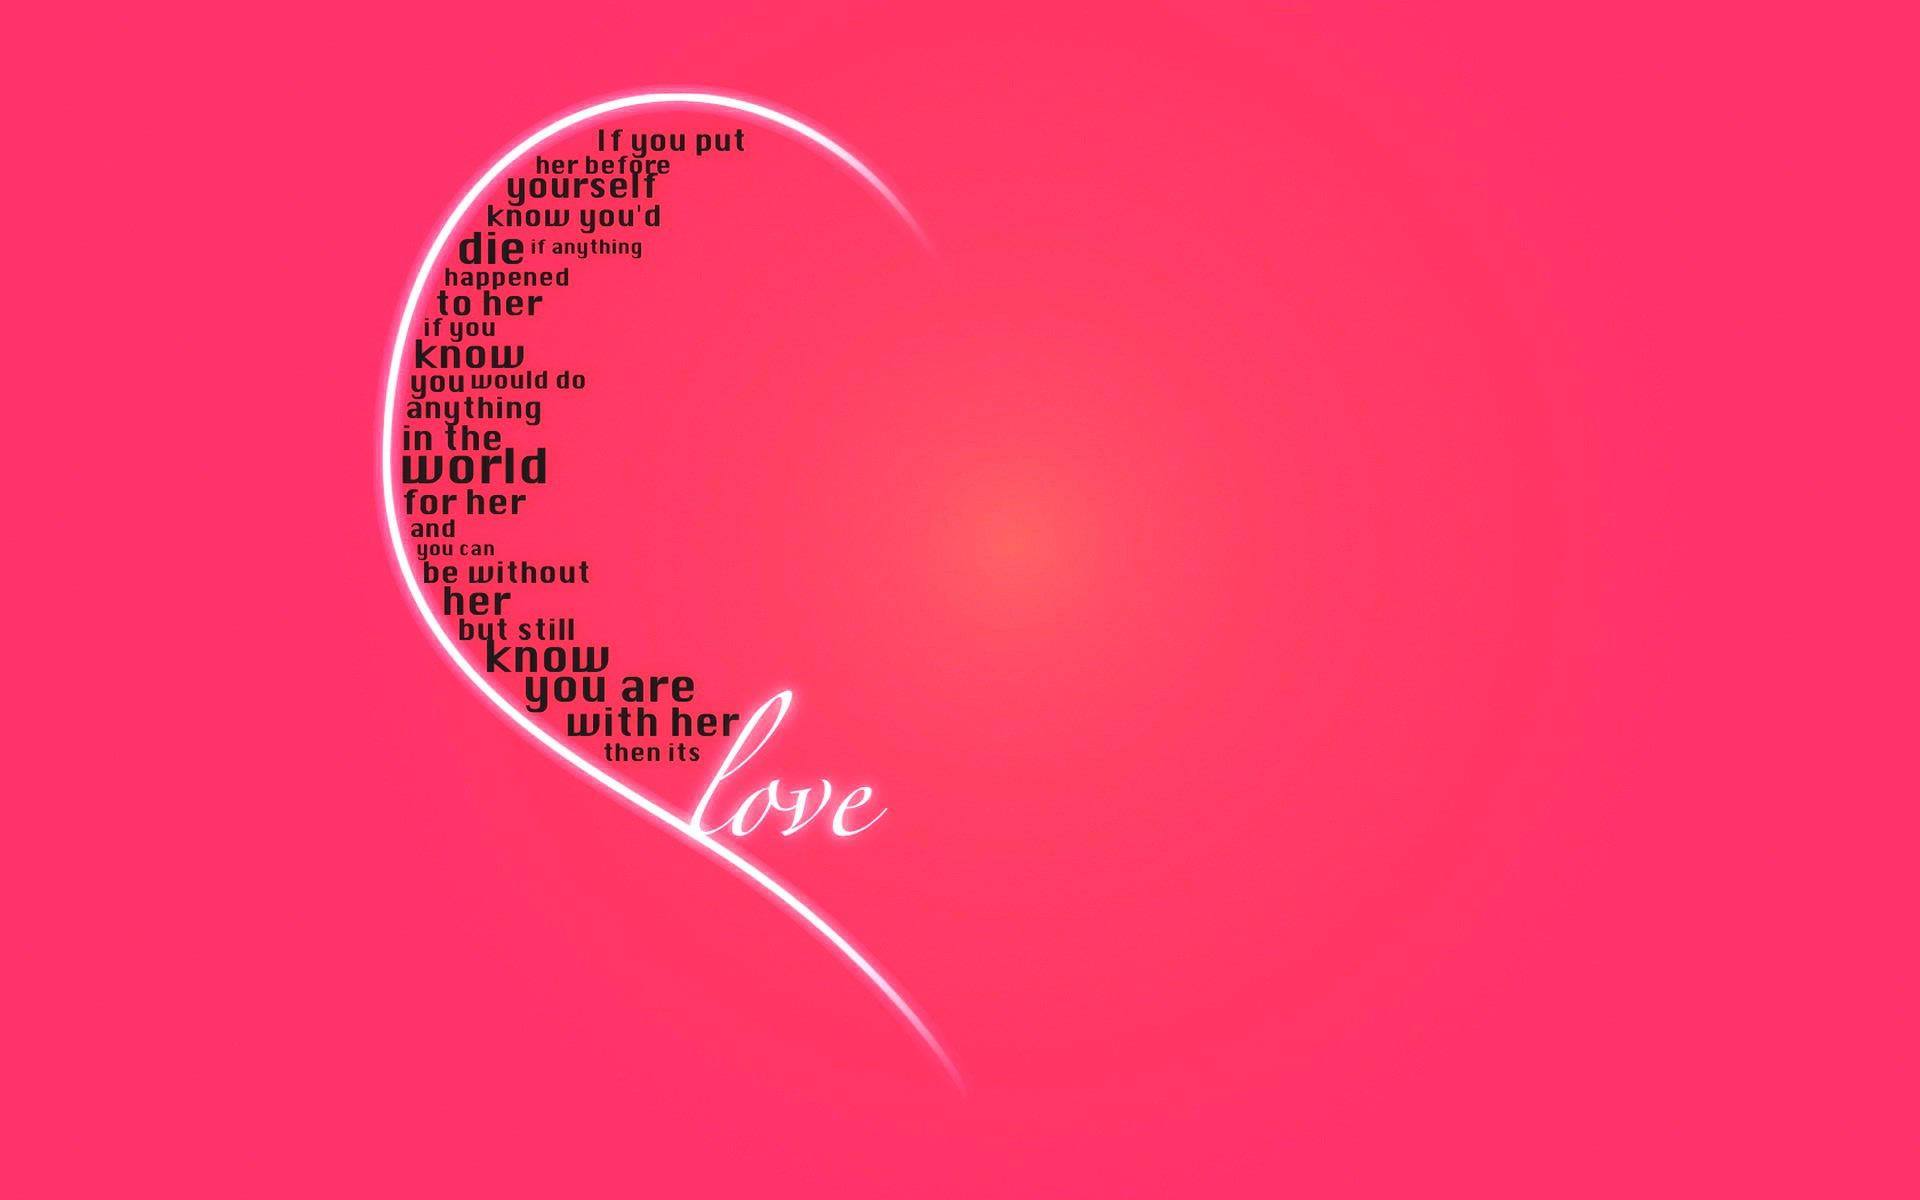 If you put
her before
yourself
know you'd
die if anything
happened
to her
if you
know
you would do
anything
in the
world
for her
and
you can
be without
her
but still
know
you are
with her
then its
love